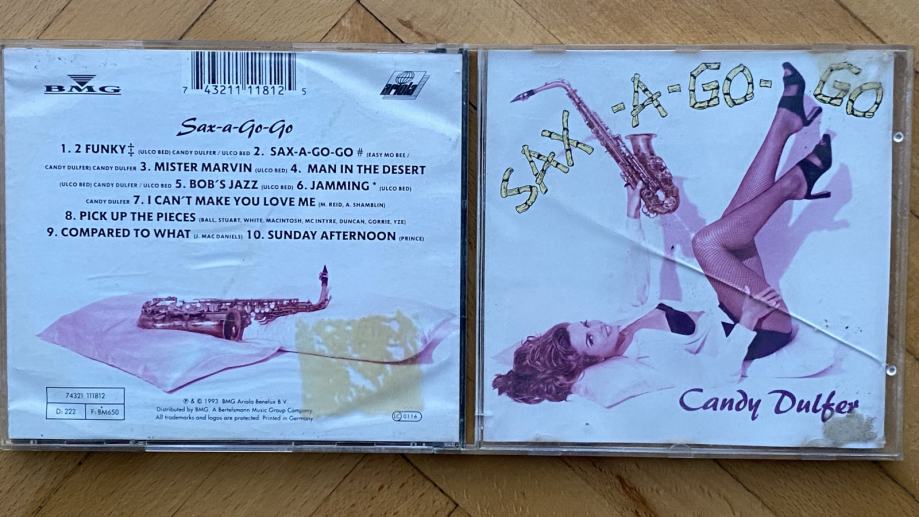 BMG
7 43211 11812 5
ariola
Sax-a-Go-Go
1. 2 FUNKY‡ (ULCO BED) CANDY DULFER / ULCO BED 2. SAX-A-GO-GO # (EASY MO BEE /
CANDY DULFER) CANDY DULFER 3. MISTER MARVIN (ULCO BED) 4. MAN IN THE DESERT
(ULCO BED) CANDY DULFER / ULCO BED 5. BOB'S JAZZ (ULCO BED) 6. JAMMING * (ULCO BED)
CANDY DULFER 7. I CAN'T MAKE YOU LOVE ME (M. REID, A. SHAMBLIN)
8. PICK UP THE PIECES (BALL, STUART, WHITE, MACINTOSH, MC INTYRE, DUNCAN, GORRIE, YZE)
9. COMPARED TO WHAT (J. MAC DANIELS) 10. SUNDAY AFTERNOON (PRINCE)
74321 111812
D: 222 F: BM650
℗ & © 1993 BMG Ariola Benelux B.V.
Distributed by BMG. A Bertelsmann Music Group Company.
All trademarks and logos are protected. Printed in Germany
LC 0116
SAX-A-GO-GO
Candy Dulfer